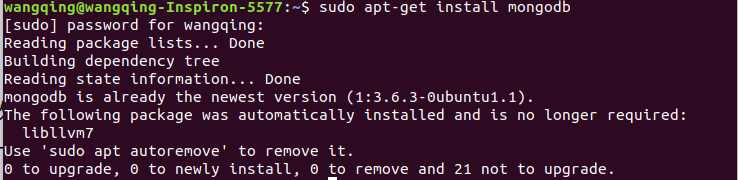 wangqing@wangqing-Inspiron-5577:~$ sudo apt-get install mongodb
[sudo] password for wangqing:
Reading package lists... Done
Building dependency tree
Reading state information... Done
mongodb is already the newest version (1:3.6.3-0ubuntu1.1).
The following package was automatically installed and is no longer required:
  libllvm7
Use 'sudo apt autoremove' to remove it.
0 to upgrade, 0 to newly install, 0 to remove and 21 not to upgrade.